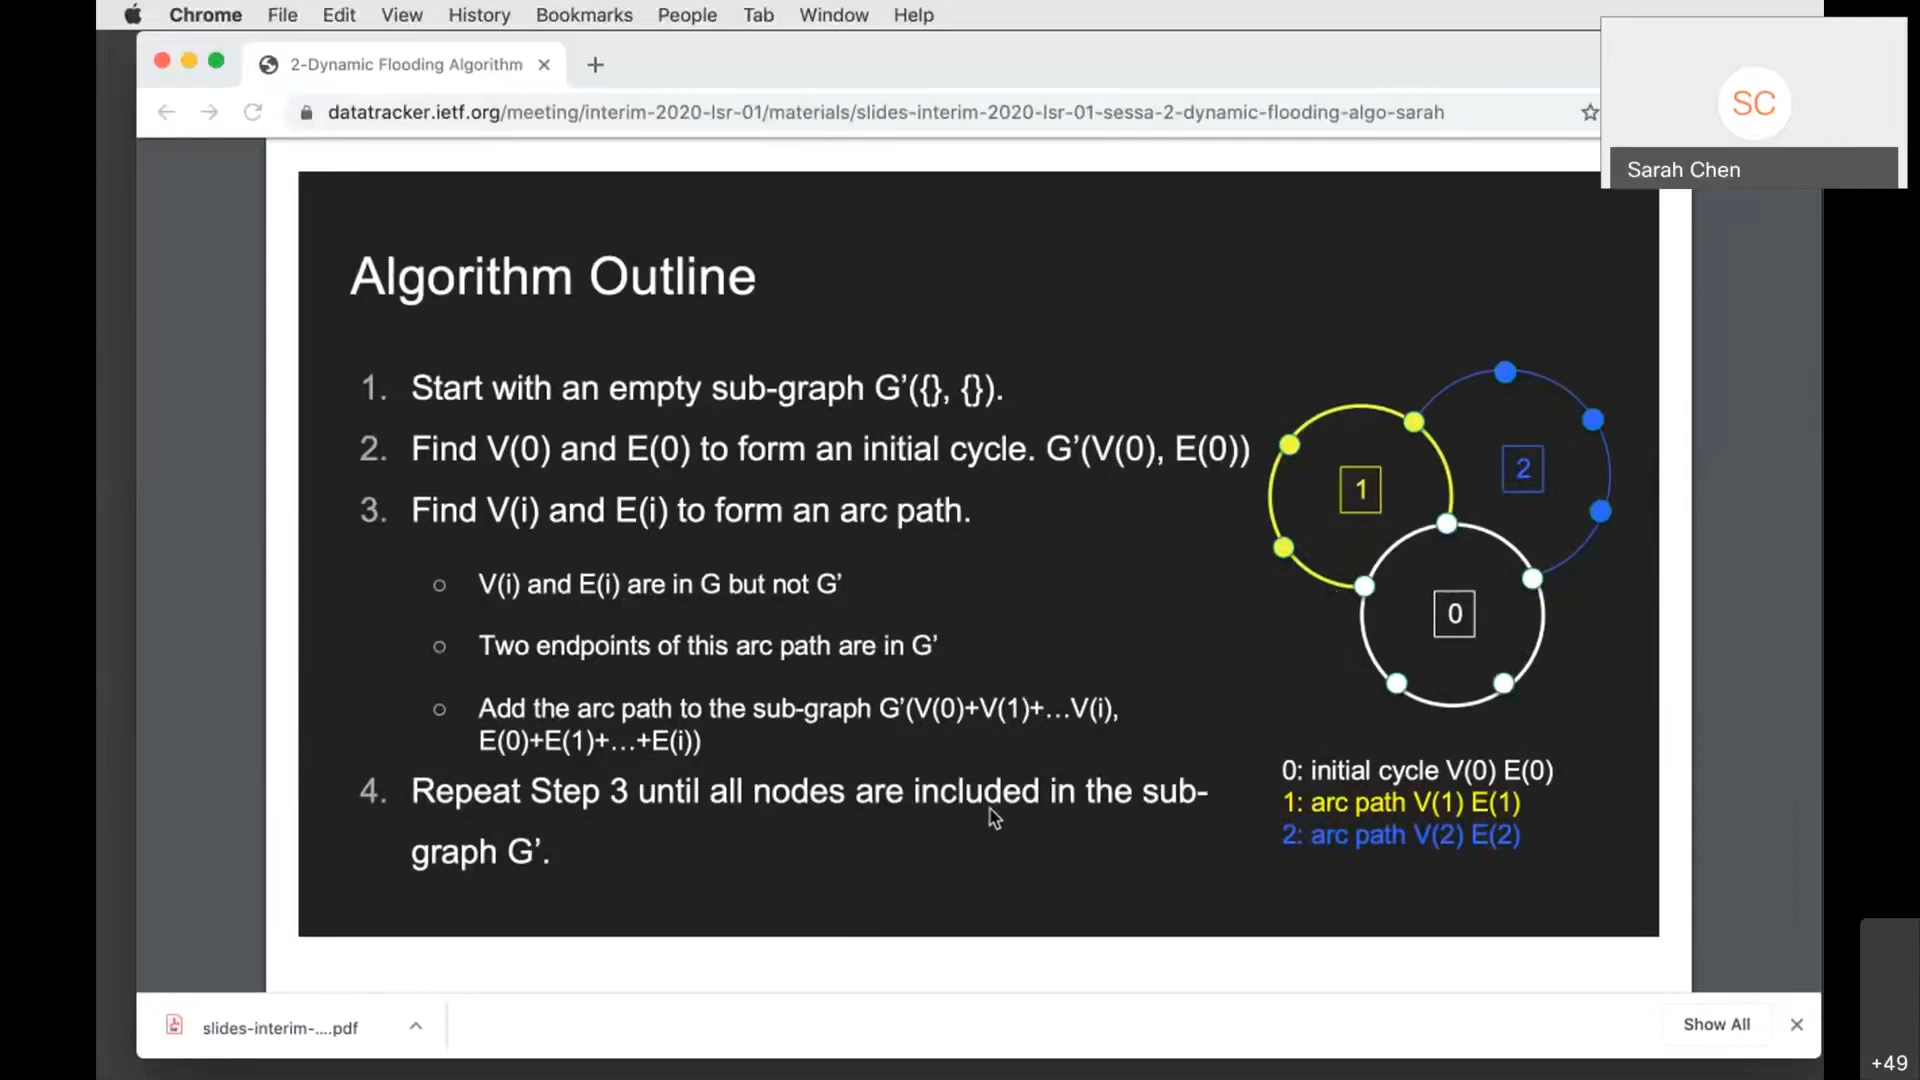 Chrome File Edit View History Bookmarks People Tab Window Help
2-Dynamic Flooding Algorithm
datatracker.ietf.org/meeting/interim-2020-lsr-01/materials/slides-interim-2020-lsr-01-sessa-2-dynamic-flooding-algo-sarah
SC
Sarah Chen
Algorithm Outline
1. Start with an empty sub-graph G’({}, {}).
2. Find V(0) and E(0) to form an initial cycle. G’(V(0), E(0))
3. Find V(i) and E(i) to form an arc path.
○ V(i) and E(i) are in G but not G’
○ Two endpoints of this arc path are in G’
○ Add the arc path to the sub-graph G’(V(0)+V(1)+…V(i),
E(0)+E(1)+…+E(i))
4. Repeat Step 3 until all nodes are included in the sub-
graph G’.
1
2
0
0: initial cycle V(0) E(0)
1: arc path V(1) E(1)
2: arc path V(2) E(2)
slides-interim-....pdf
Show All
+49